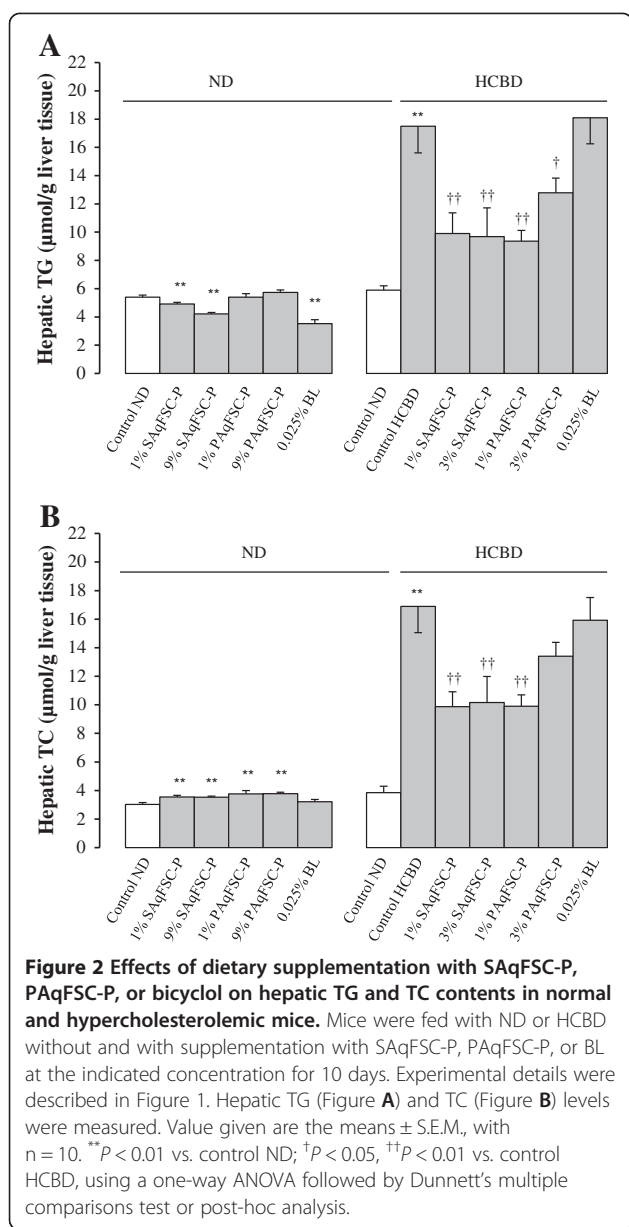 A
ND
HCBD
Hepatic TG (μmol/g liver tissue)
22
20
18
16
14
12
10
8
6
4
2
0
**
**
**
**
††
††
††
†
Control ND
1% SAqFSC-P
9% SAqFSC-P
1% PAqFSC-P
9% PAqFSC-P
0.025% BL
Control ND
Control HCBD
1% SAqFSC-P
3% SAqFSC-P
1% PAqFSC-P
3% PAqFSC-P
0.025% BL
B
ND
HCBD
Hepatic TC (μmol/g liver tissue)
22
20
18
16
14
12
10
8
6
4
2
0
**
**
**
**
**
††
††
††
Control ND
1% SAqFSC-P
9% SAqFSC-P
1% PAqFSC-P
9% PAqFSC-P
0.025% BL
Control ND
Control HCBD
1% SAqFSC-P
3% SAqFSC-P
1% PAqFSC-P
3% PAqFSC-P
0.025% BL
Figure 2 Effects of dietary supplementation with SAqFSC-P,
PAqFSC-P, or bicyclol on hepatic TG and TC contents in normal
and hypercholesterolemic mice. Mice were fed with ND or HCBD
without and with supplementation with SAqFSC-P, PAqFSC-P, or BL
at the indicated concentration for 10 days. Experimental details were
described in Figure 1. Hepatic TG (Figure A) and TC (Figure B) levels
were measured. Value given are the means ± S.E.M., with
n = 10. **P < 0.01 vs. control ND; †P < 0.05, ††P < 0.01 vs. control
HCBD, using a one-way ANOVA followed by Dunnett's multiple
comparisons test or post-hoc analysis.